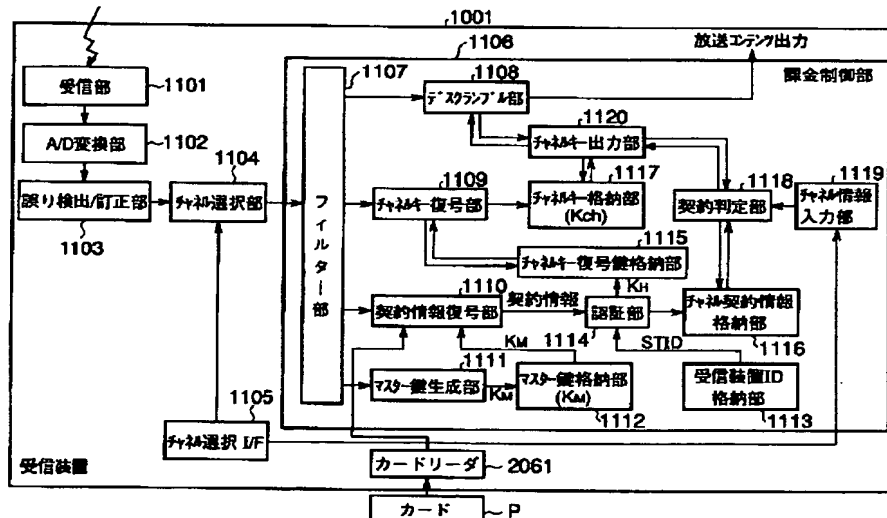 1001
1106
放送コンテンツ出力
課金制御部
1107
1108
デスクランブル部
受信部
1101
1120
チャネルキー出力部
A/D変換部
1102
1104
1109
1117
1118
1119
誤り検出/訂正部
チャネル選択部
フィルター部
チャネルキー復号部
チャネルキー格納部
(Kch)
契約判定部
チャネル情報
入力部
1103
1115
チャネルキー復号鍵格納部
1110
契約情報
KH
契約情報復号部
認証部
チャネル契約情報
格納部
KM
1114
STID
1116
1111
マスター鍵生成部
KM
マスター鍵格納部
(KM)
受信装置ID
格納部
1105
1112
1113
チャネル選択 I/F
受信装置
カードリーダ
2061
カード
P